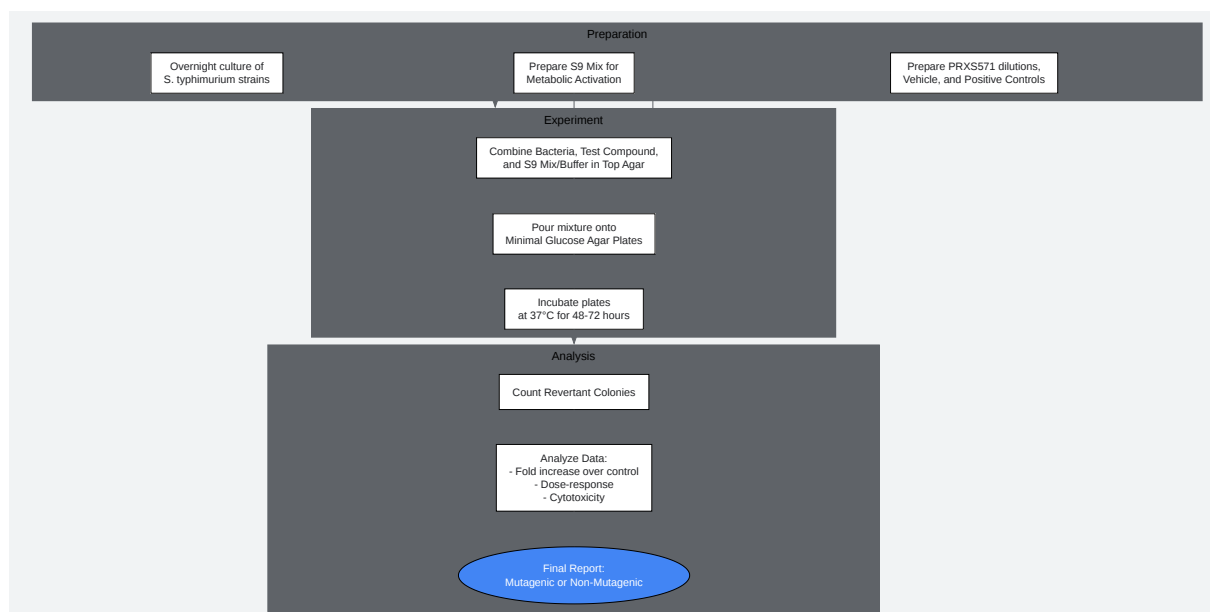 Preparation
Overnight culture of
S. typhimurium strains
Prepare S9 Mix for
Metabolic Activation
Prepare PRXS571 dilutions,
Vehicle, and Positive Controls
Experiment
Combine Bacteria, Test Compound,
and S9 Mix/Buffer in Top Agar
Pour mixture onto
Minimal Glucose Agar Plates
Incubate plates
at 37°C for 48-72 hours
Analysis
Count Revertant Colonies
Analyze Data:
- Fold increase over control
- Dose-response
- Cytotoxicity
Final Report:
Mutagenic or Non-Mutagenic